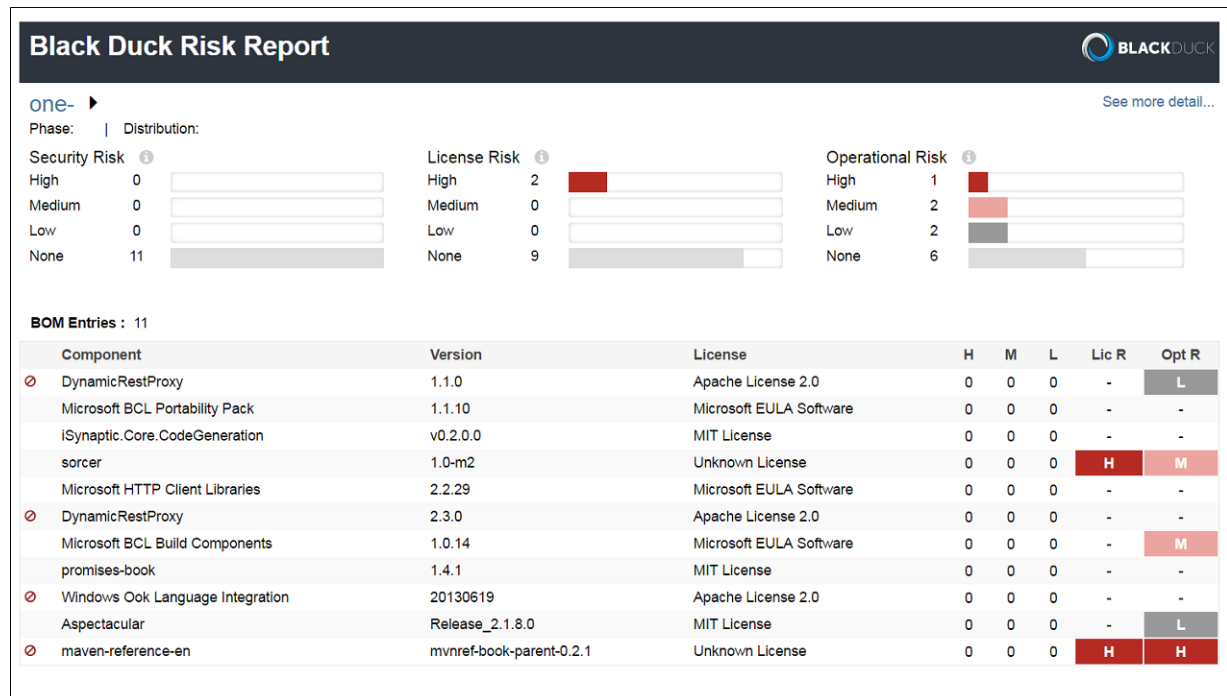 Black Duck Risk Report
BLACKDUCK
one-
See more detail...
Phase: | Distribution:
Security Risk
High 0
Medium 0
Low 0
None 11
License Risk
High 2
Medium 0
Low 0
None 9
Operational Risk
High 1
Medium 2
Low 2
None 6
BOM Entries : 11
Component Version License H M L Lic R Opt R
DynamicRestProxy 1.1.0 Apache License 2.0 0 0 0 - L
Microsoft BCL Portability Pack 1.1.10 Microsoft EULA Software 0 0 0 - -
iSynaptic.Core.CodeGeneration v0.2.0.0 MIT License 0 0 0 - -
sorcer 1.0-m2 Unknown License 0 0 0 H M
Microsoft HTTP Client Libraries 2.2.29 Microsoft EULA Software 0 0 0 - -
DynamicRestProxy 2.3.0 Apache License 2.0 0 0 0 - -
Microsoft BCL Build Components 1.0.14 Microsoft EULA Software 0 0 0 - M
promises-book 1.4.1 MIT License 0 0 0 - -
Windows Ook Language Integration 20130619 Apache License 2.0 0 0 0 - -
Aspectacular Release_2.1.8.0 MIT License 0 0 0 - L
maven-reference-en mvnref-book-parent-0.2.1 Unknown License 0 0 0 H H